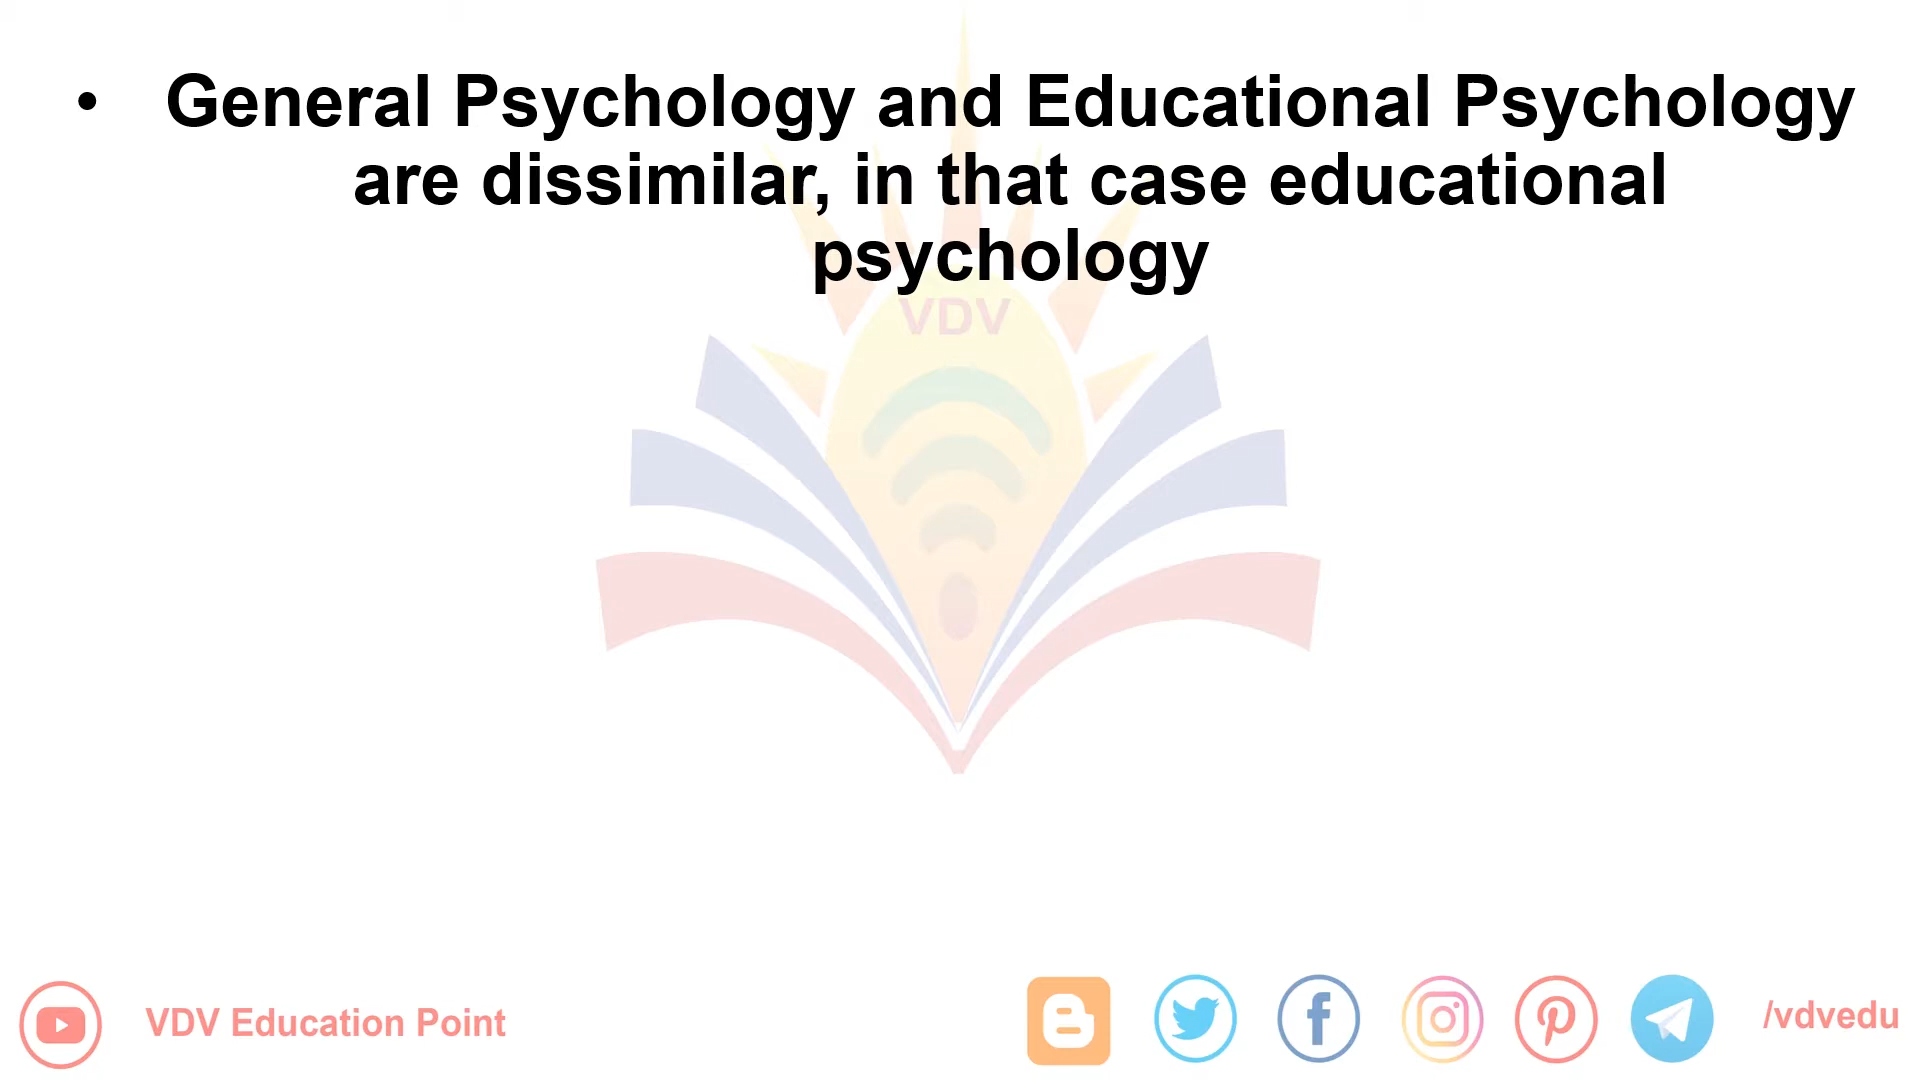 • General Psychology and Educational Psychology
are dissimilar, in that case educational
psychology
VDV
VDV Education Point
/vdvedu